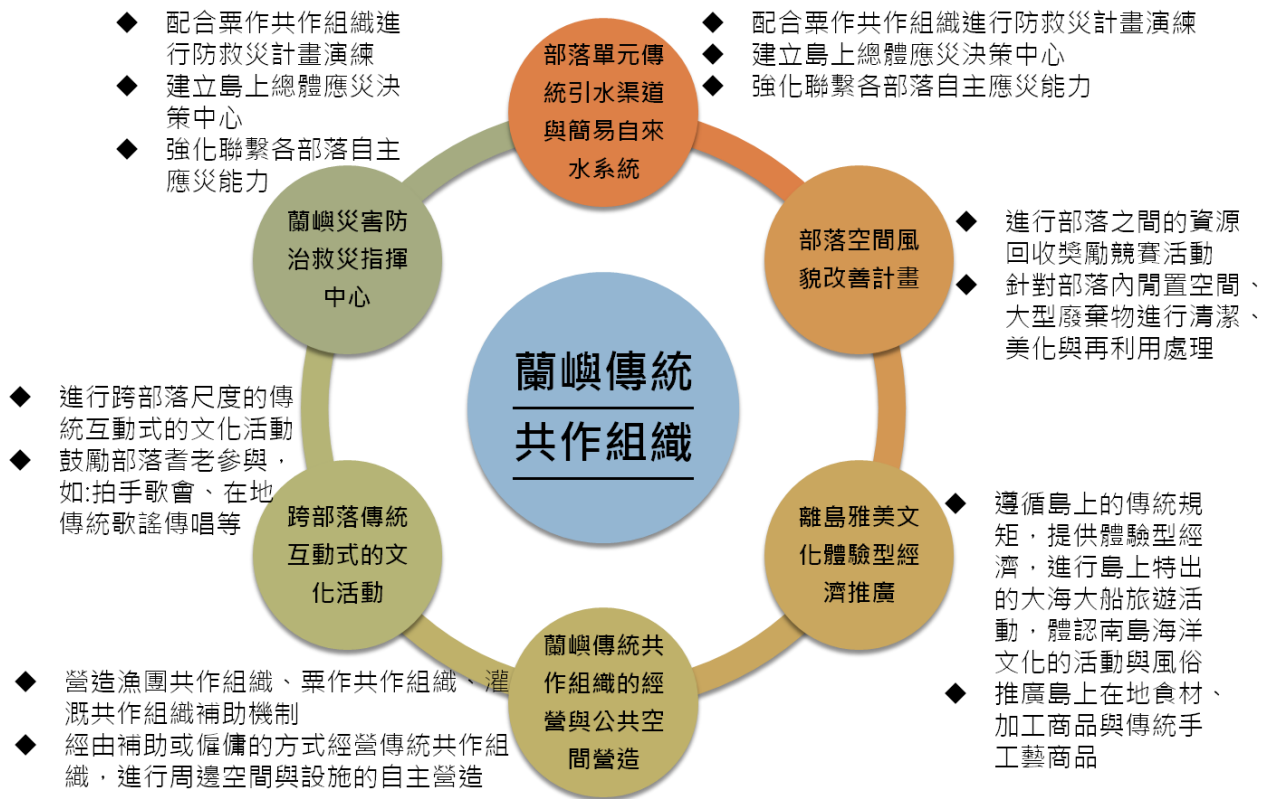 ◆ 配合粟作共作組織進
行防救災計畫演練
◆ 建立島上總體應災決
策中心
◆ 強化聯繫各部落自主
應災能力
部落單元傳
統引水渠道
與簡易自來
水系統
◆ 配合粟作共作組織進行防救災計畫演練
◆ 建立島上總體應災決策中心
◆ 強化聯繫各部落自主應災能力
蘭嶼災害防
治救災指揮
中心
部落空間風
貌改善計畫
◆ 進行部落之間的資源
回收獎勵競賽活動
◆ 針對部落內閒置空間、
大型廢棄物進行清潔、
美化與再利用處理
蘭嶼傳統
共作組織
◆ 進行跨部落尺度的傳
統互動式的文化活動
◆ 鼓勵部落耆老參與，
如:拍手歌會、在地
傳統歌謠傳唱等
跨部落傳統
互動式的文
化活動
離島雅美文
化體驗型經
濟推廣
◆ 遵循島上的傳統規
矩，提供體驗型經
濟，進行島上特出
的大海大船旅遊活
動，體認南島海洋
文化的活動與風俗
◆ 推廣島上在地食材、
加工商品與傳統手
工藝商品
蘭嶼傳統共
作組織的經
營與公共空
間營造
◆ 營造漁團共作組織、粟作共作組織、灌
溉共作組織補助機制
◆ 經由補助或僱傭的方式經營傳統共作組
織，進行周邊空間與設施的自主營造